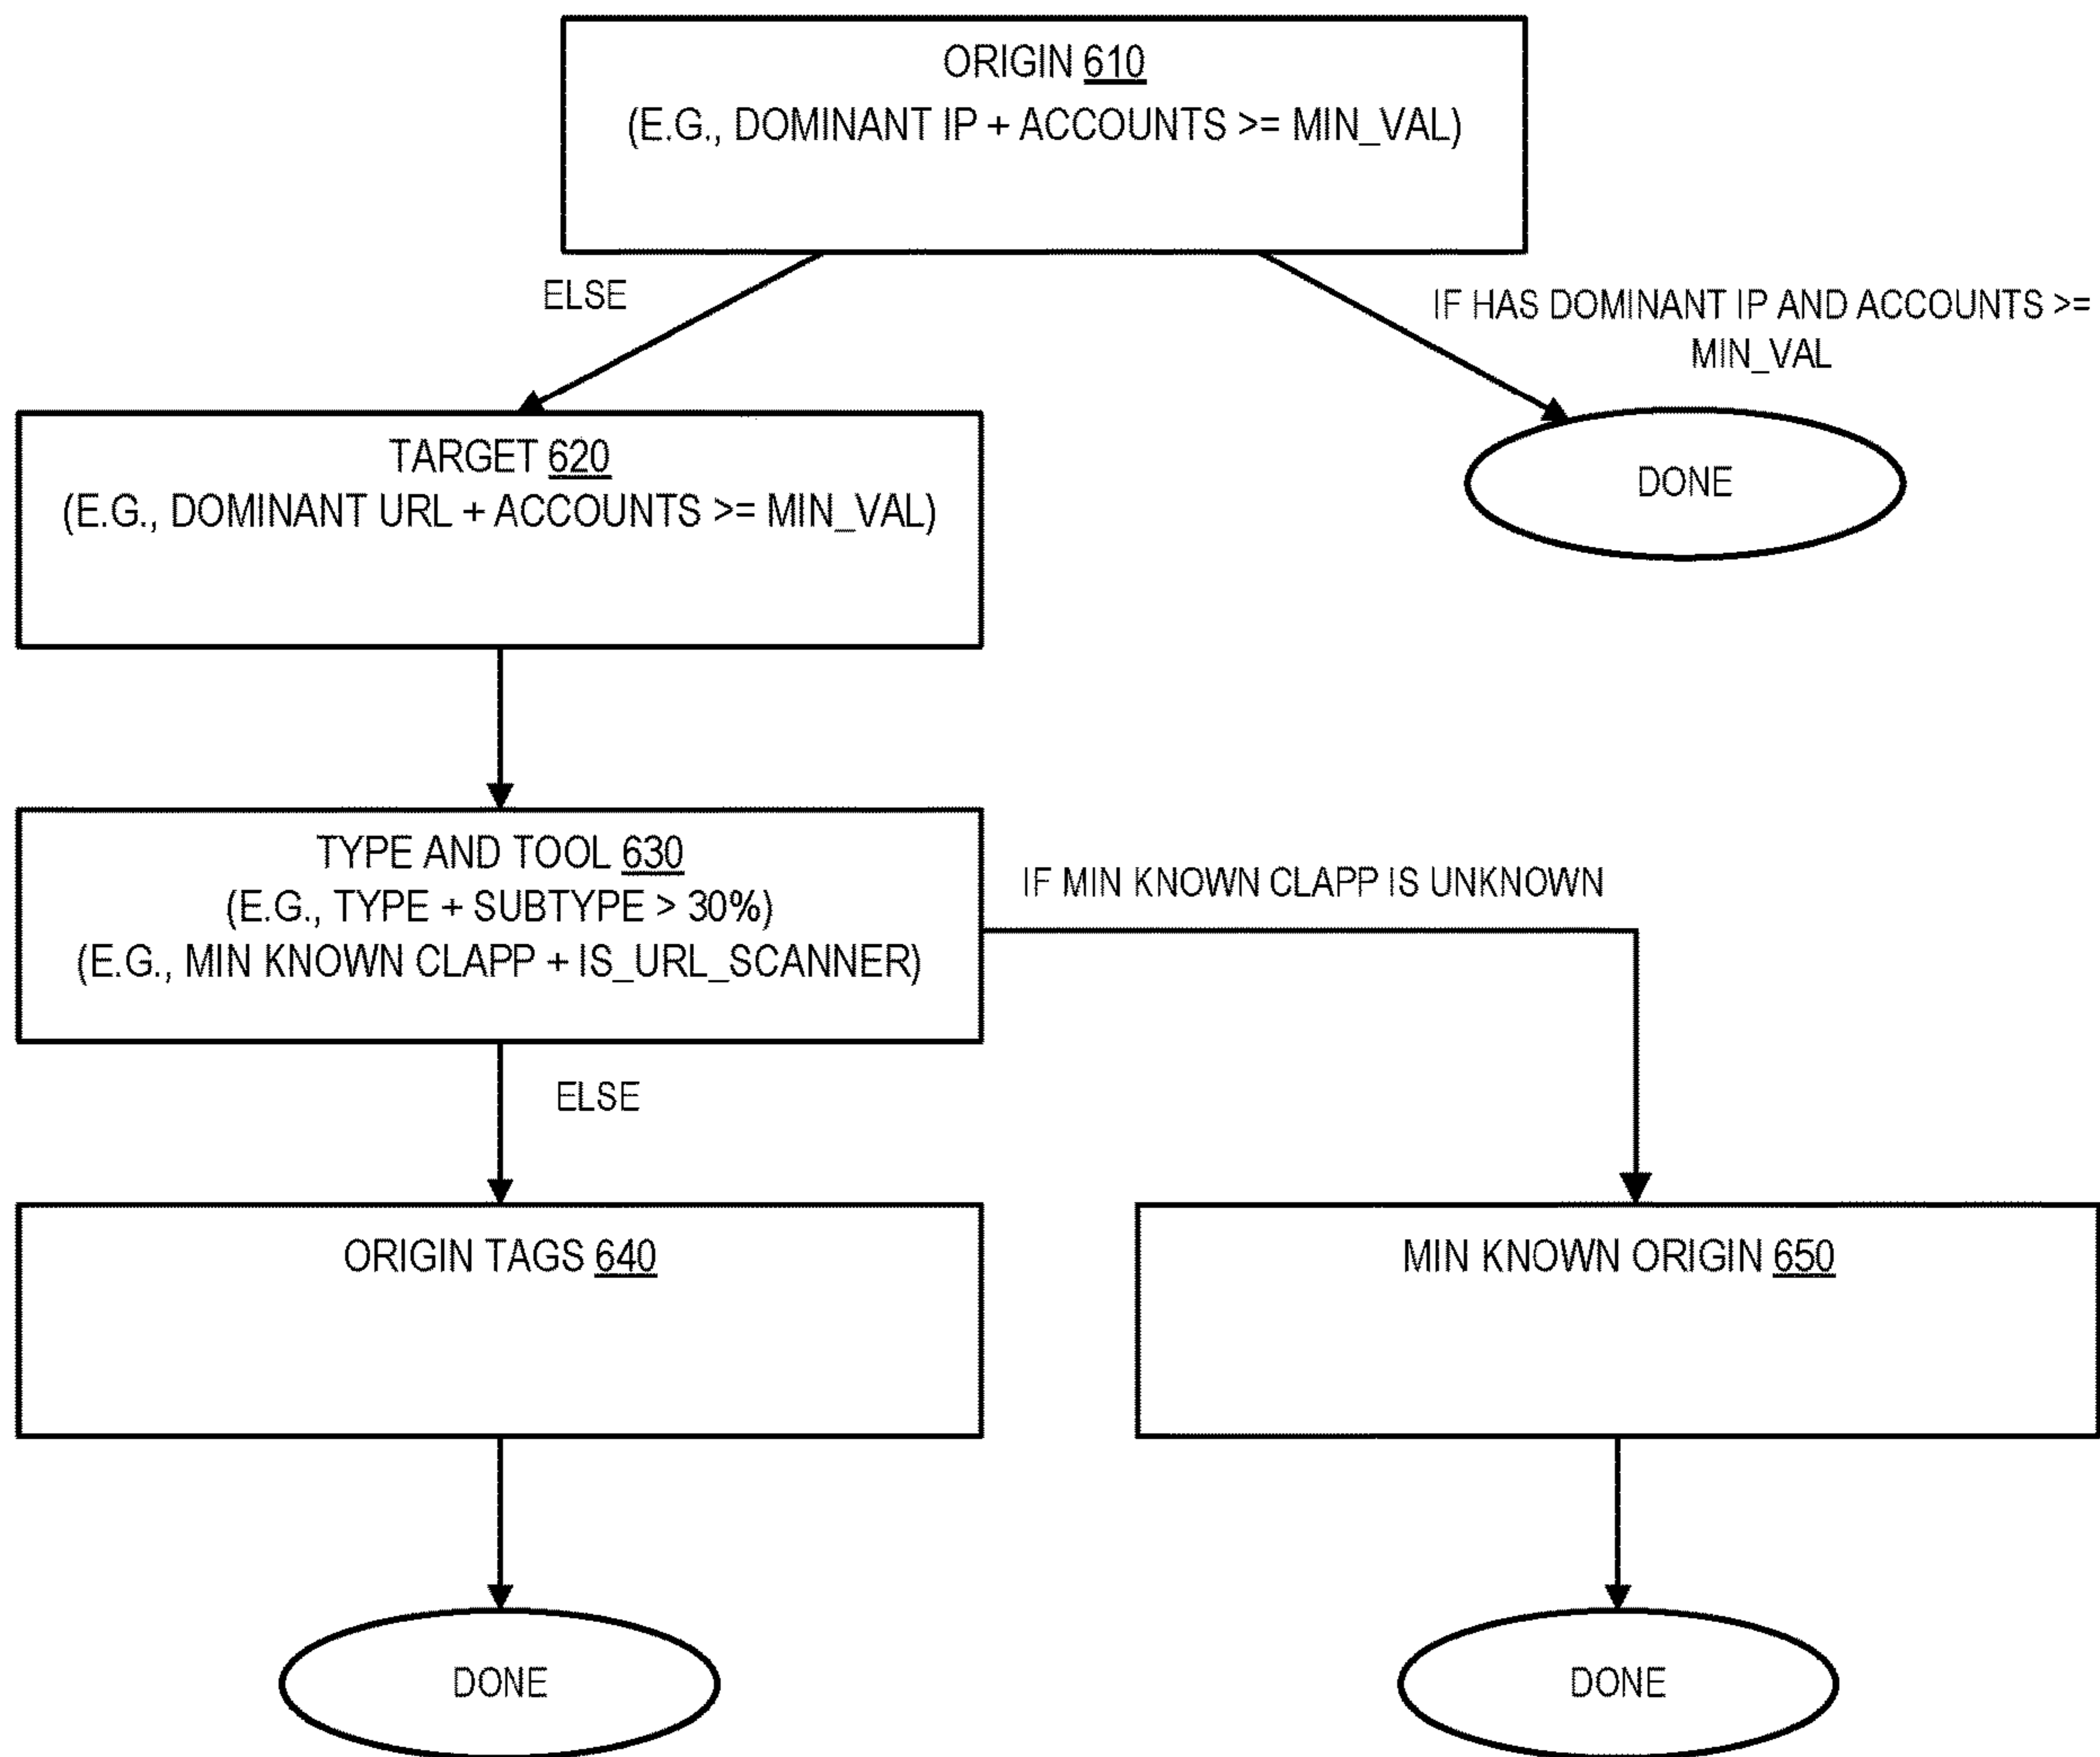 ORIGIN 610
(E.G., DOMINANT IP + ACCOUNTS >= MIN_VAL)
ELSE
IF HAS DOMINANT IP AND ACCOUNTS >=
MIN_VAL
TARGET 620
(E.G., DOMINANT URL + ACCOUNTS >= MIN_VAL)
DONE
TYPE AND TOOL 630
(E.G., TYPE + SUBTYPE > 30%)
(E.G., MIN KNOWN CLAPP + IS_URL_SCANNER)
IF MIN KNOWN CLAPP IS UNKNOWN
ELSE
ORIGIN TAGS 640
MIN KNOWN ORIGIN 650
DONE
DONE